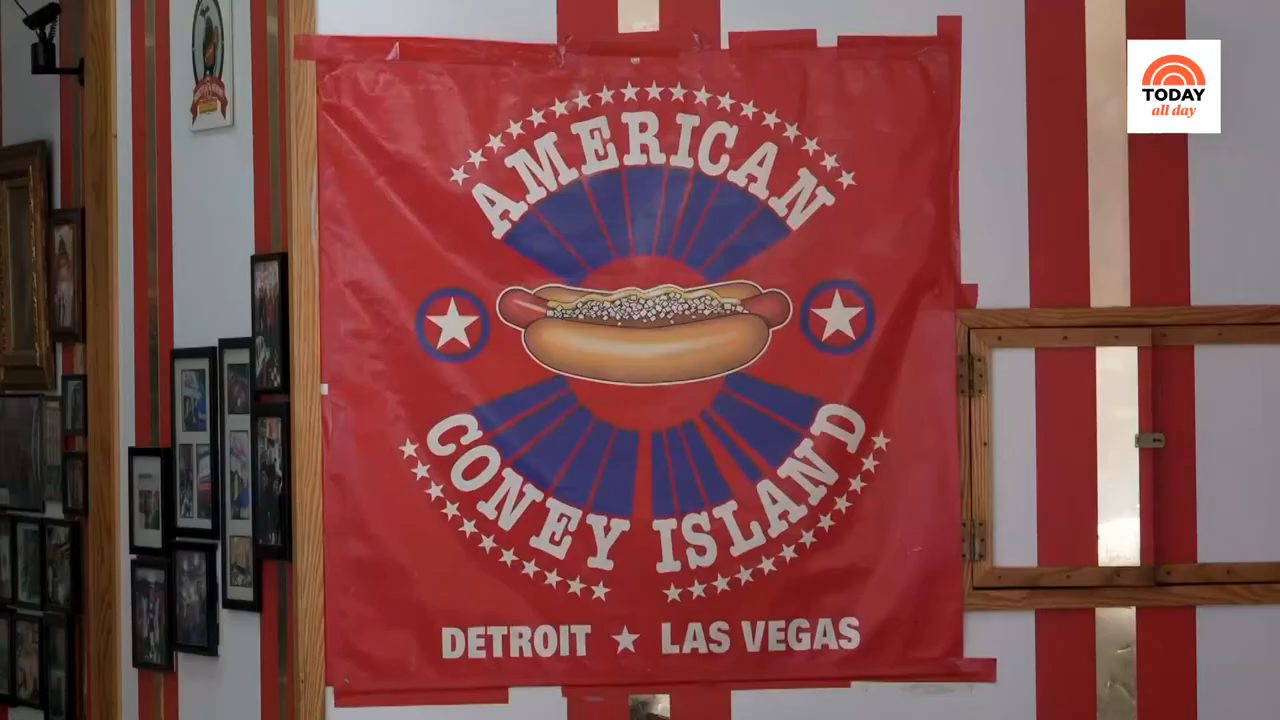 AMERICAN
CONEY ISLAND
DETROIT ★ LAS VEGAS
TODAY
all day